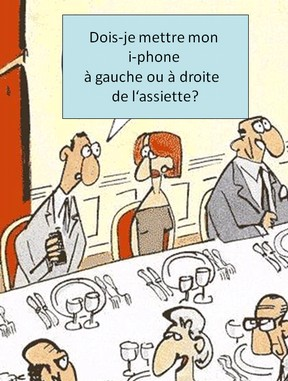 Dois-je mettre mon
i-phone
à gauche ou à droite
de l‘assiette?